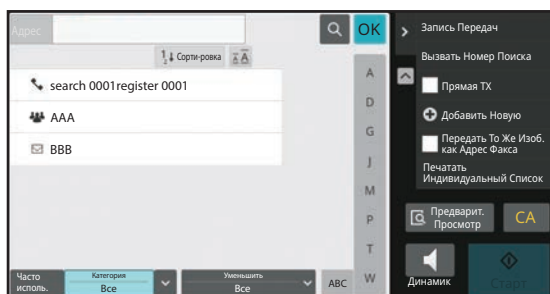 Адрес
OK
Сорти-ровка
A A
search 0001register 0001
AAA
BBB
A
D
G
J
M
P
T
W
Часто
исполь.
Категория
Все
Уменьшить
Все
ABC
Запись Передач
Вызвать Номер Поиска
Прямая TX
Добавить Новую
Передать То Же Изоб.
как Адрес Факса
Печатать
Индивидуальный Список
Предварит.
Просмотр
CA
Динамик
Старт